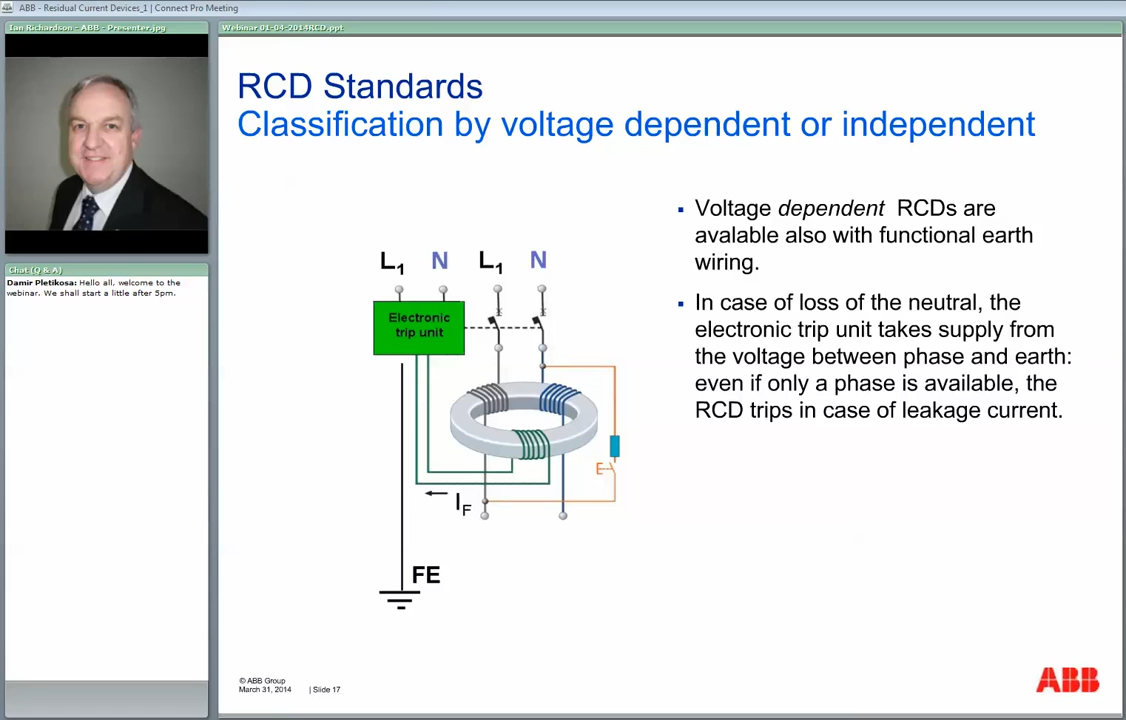 ABB - Residual Current Devices_1 | Connect Pro Meeting
Ian Richardson - ABB - Presenter.jpg
Webinar 01-04-2014RCD.ppt
RCD Standards
Classification by voltage dependent or independent
Voltage dependent RCDs are
avalable also with functional earth
wiring.
In case of loss of the neutral, the
electronic trip unit takes supply from
the voltage between phase and earth:
even if only a phase is available, the
RCD trips in case of leakage current.
L1 N L1 N
Electronic
trip unit
E
IF
FE
Chat (Q & A)
Damir Pletikosa: Hello all, welcome to the
webinar. We shall start a little after 5pm.
© ABB Group
March 31, 2014 | Slide 17
ABB